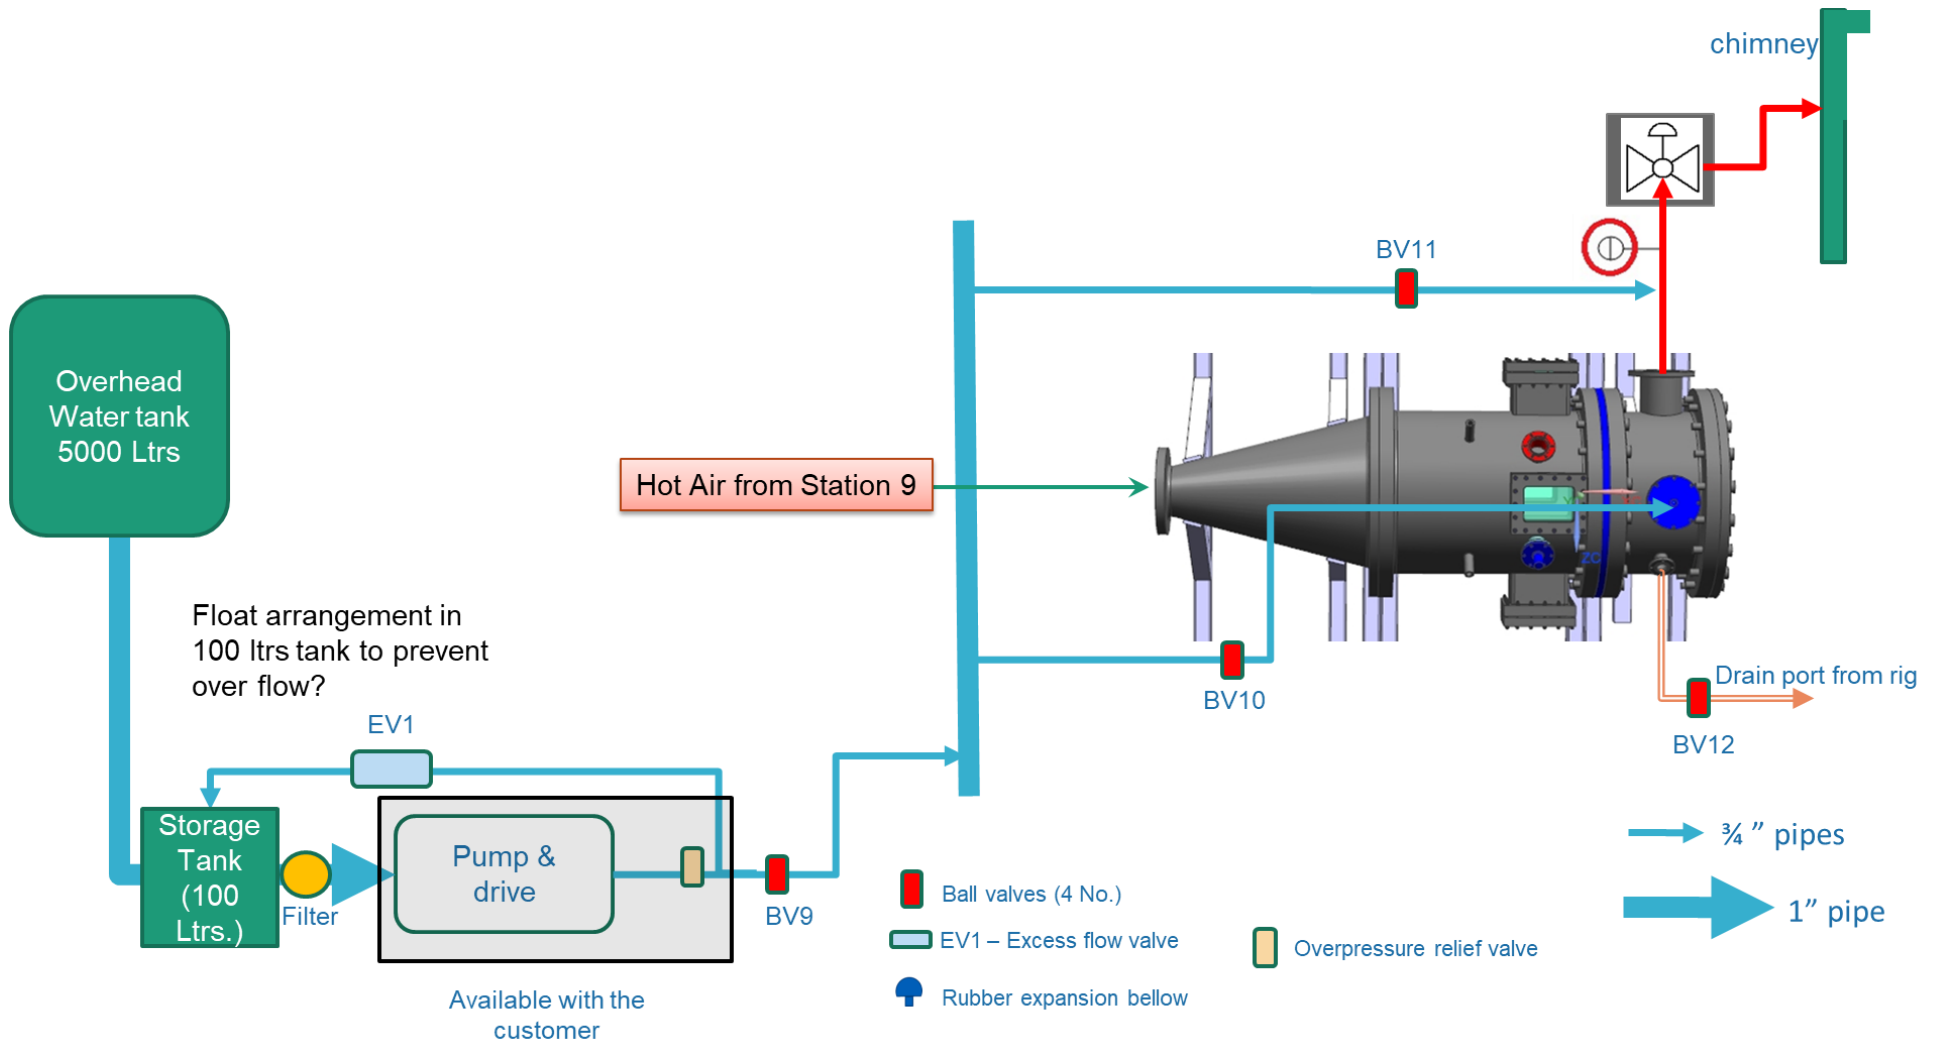 chimney
BV11
Overhead
Water tank
5000 Ltrs
Hot Air from Station 9
ZC
Float arrangement in
100 ltrs tank to prevent
over flow?
BV10
Drain port from rig
BV12
EV1
Storage
Tank
(100
Ltrs.)
Filter
Pump &
drive
BV9
¾ ” pipes
1” pipe
Ball valves (4 No.)
EV1 – Excess flow valve
Overpressure relief valve
Rubber expansion bellow
Available with the
customer